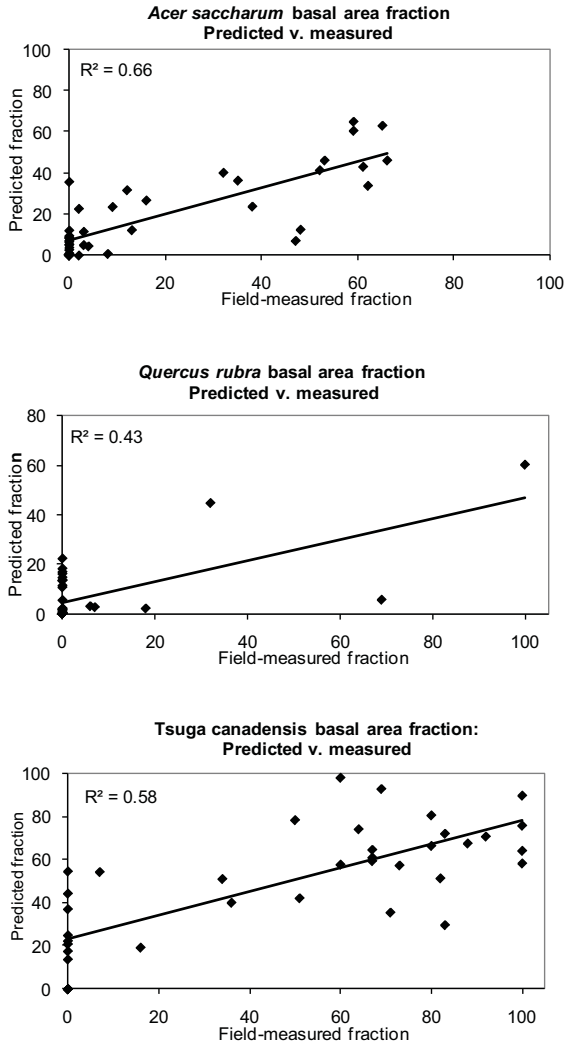 Acer saccharum basal area fraction
Predicted v. measured
R² = 0.66
Predicted fraction
100
80
60
40
20
0
0 20 40 60 80 100
Field-measured fraction
Quercus rubra basal area fraction
Predicted v. measured
R² = 0.43
Predicted fraction
80
60
40
20
0
0 20 40 60 80 100
Field-measured fraction
Tsuga canadensis basal area fraction:
Predicted v. measured
R² = 0.58
Predicted fraction
100
80
60
40
20
0
0 20 40 60 80 100
Field-measured fraction